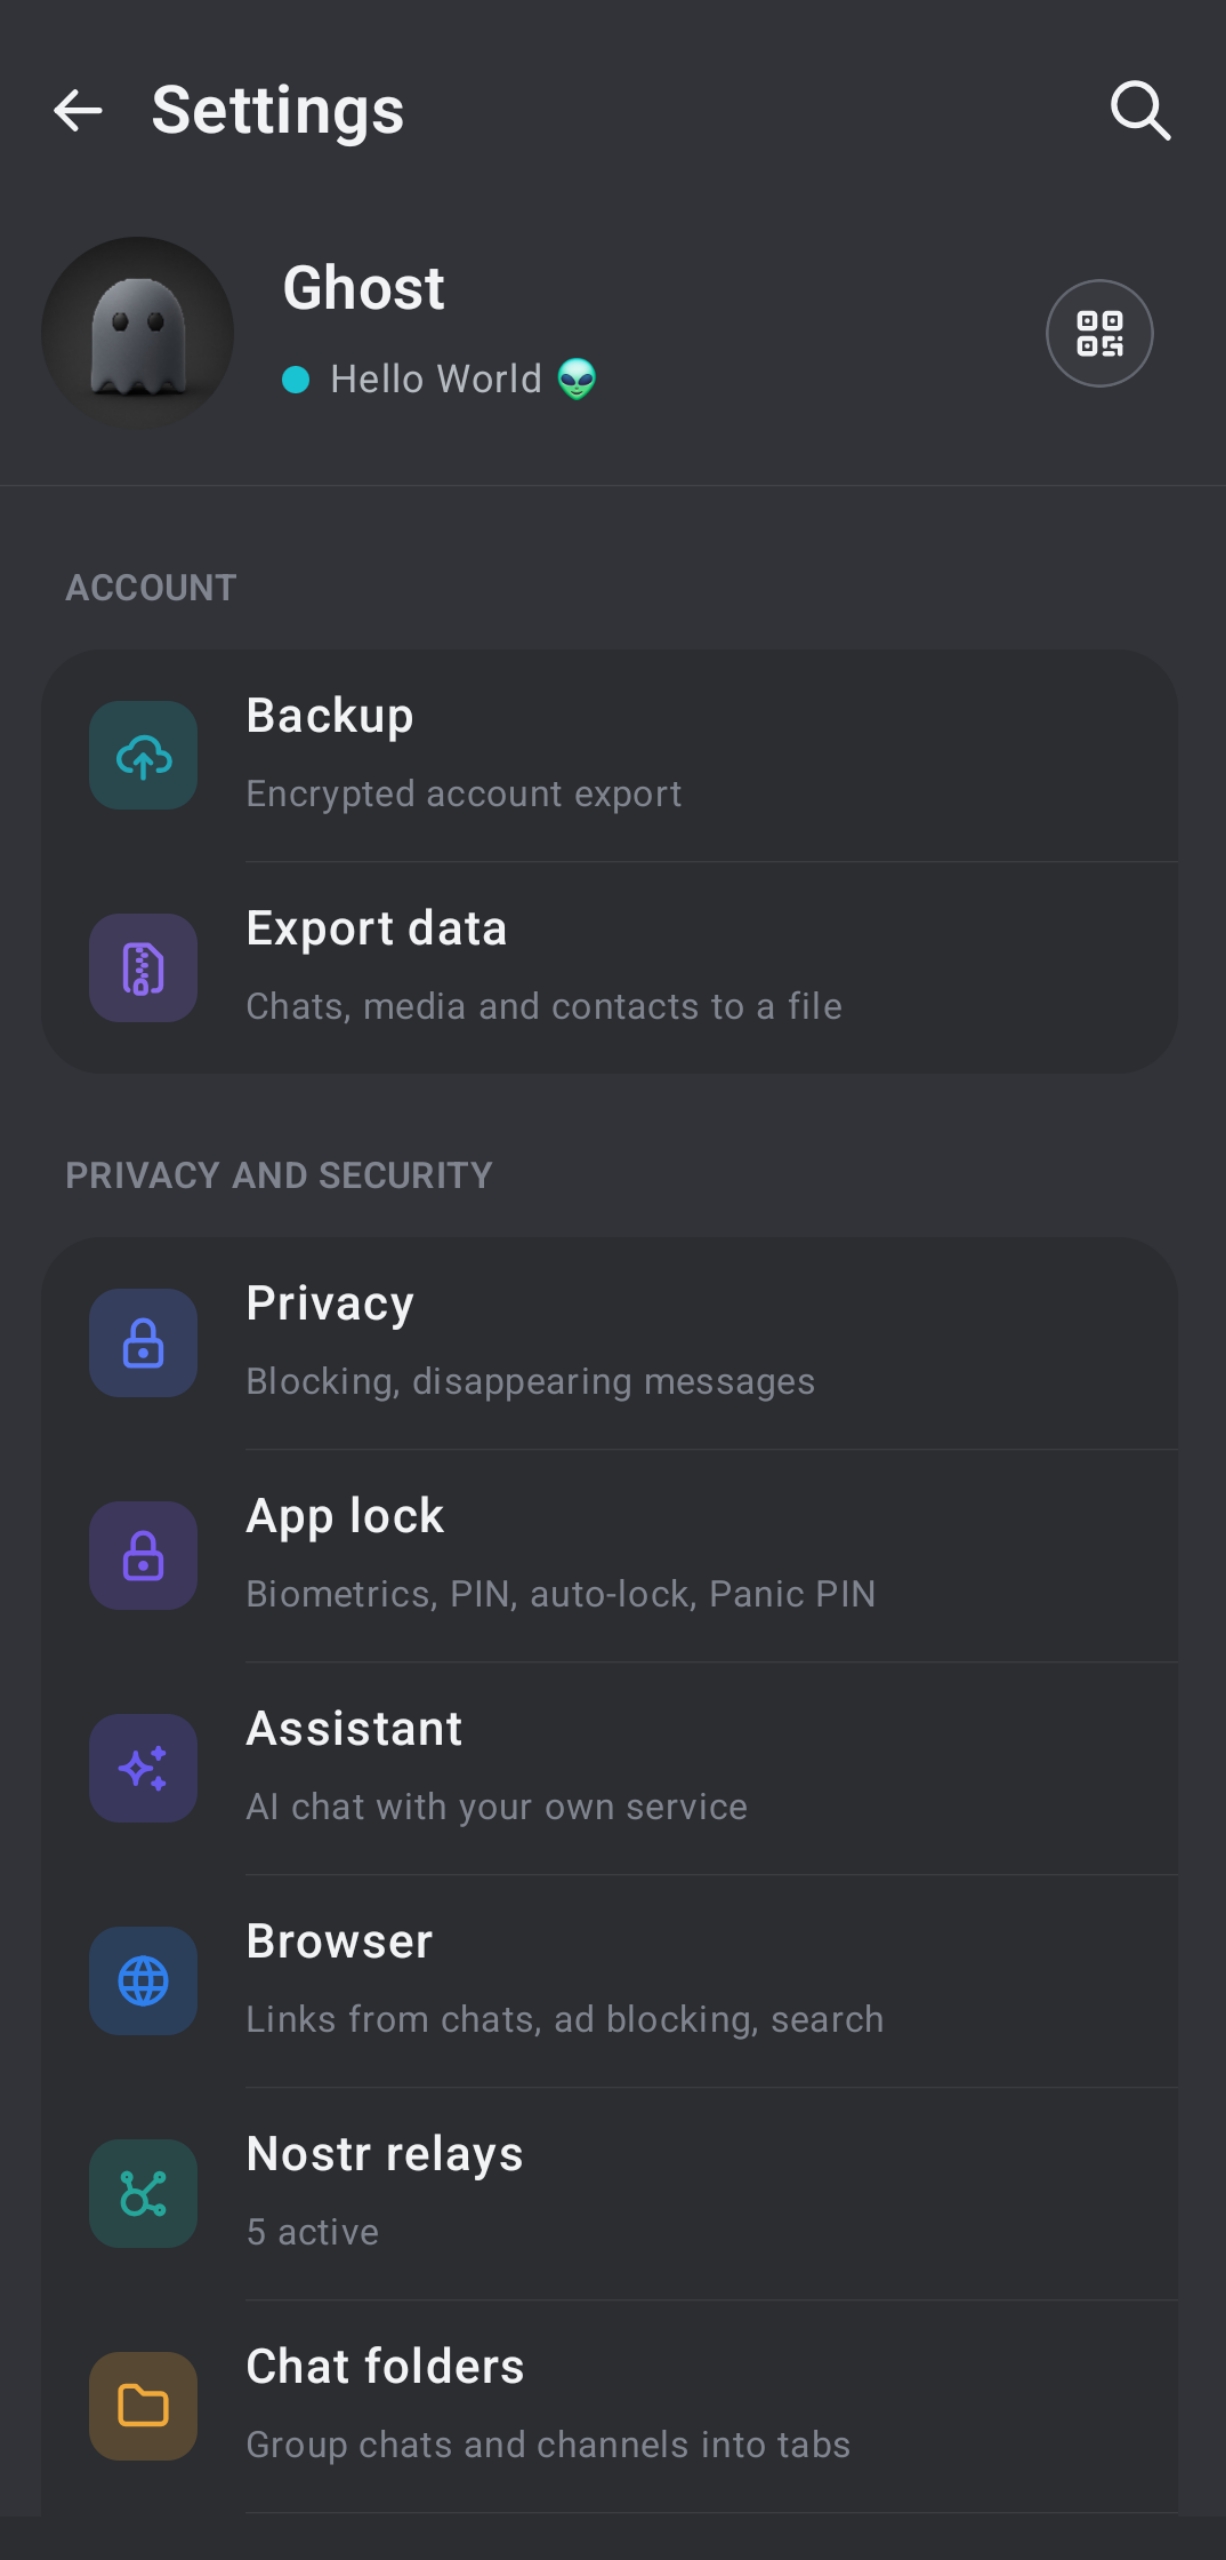 Settings
Ghost
Hello World 👽
ACCOUNT
Backup
Encrypted account export
Export data
Chats, media and contacts to a file
PRIVACY AND SECURITY
Privacy
Blocking, disappearing messages
App lock
Biometrics, PIN, auto-lock, Panic PIN
Assistant
AI chat with your own service
Browser
Links from chats, ad blocking, search
Nostr relays
5 active
Chat folders
Group chats and channels into tabs